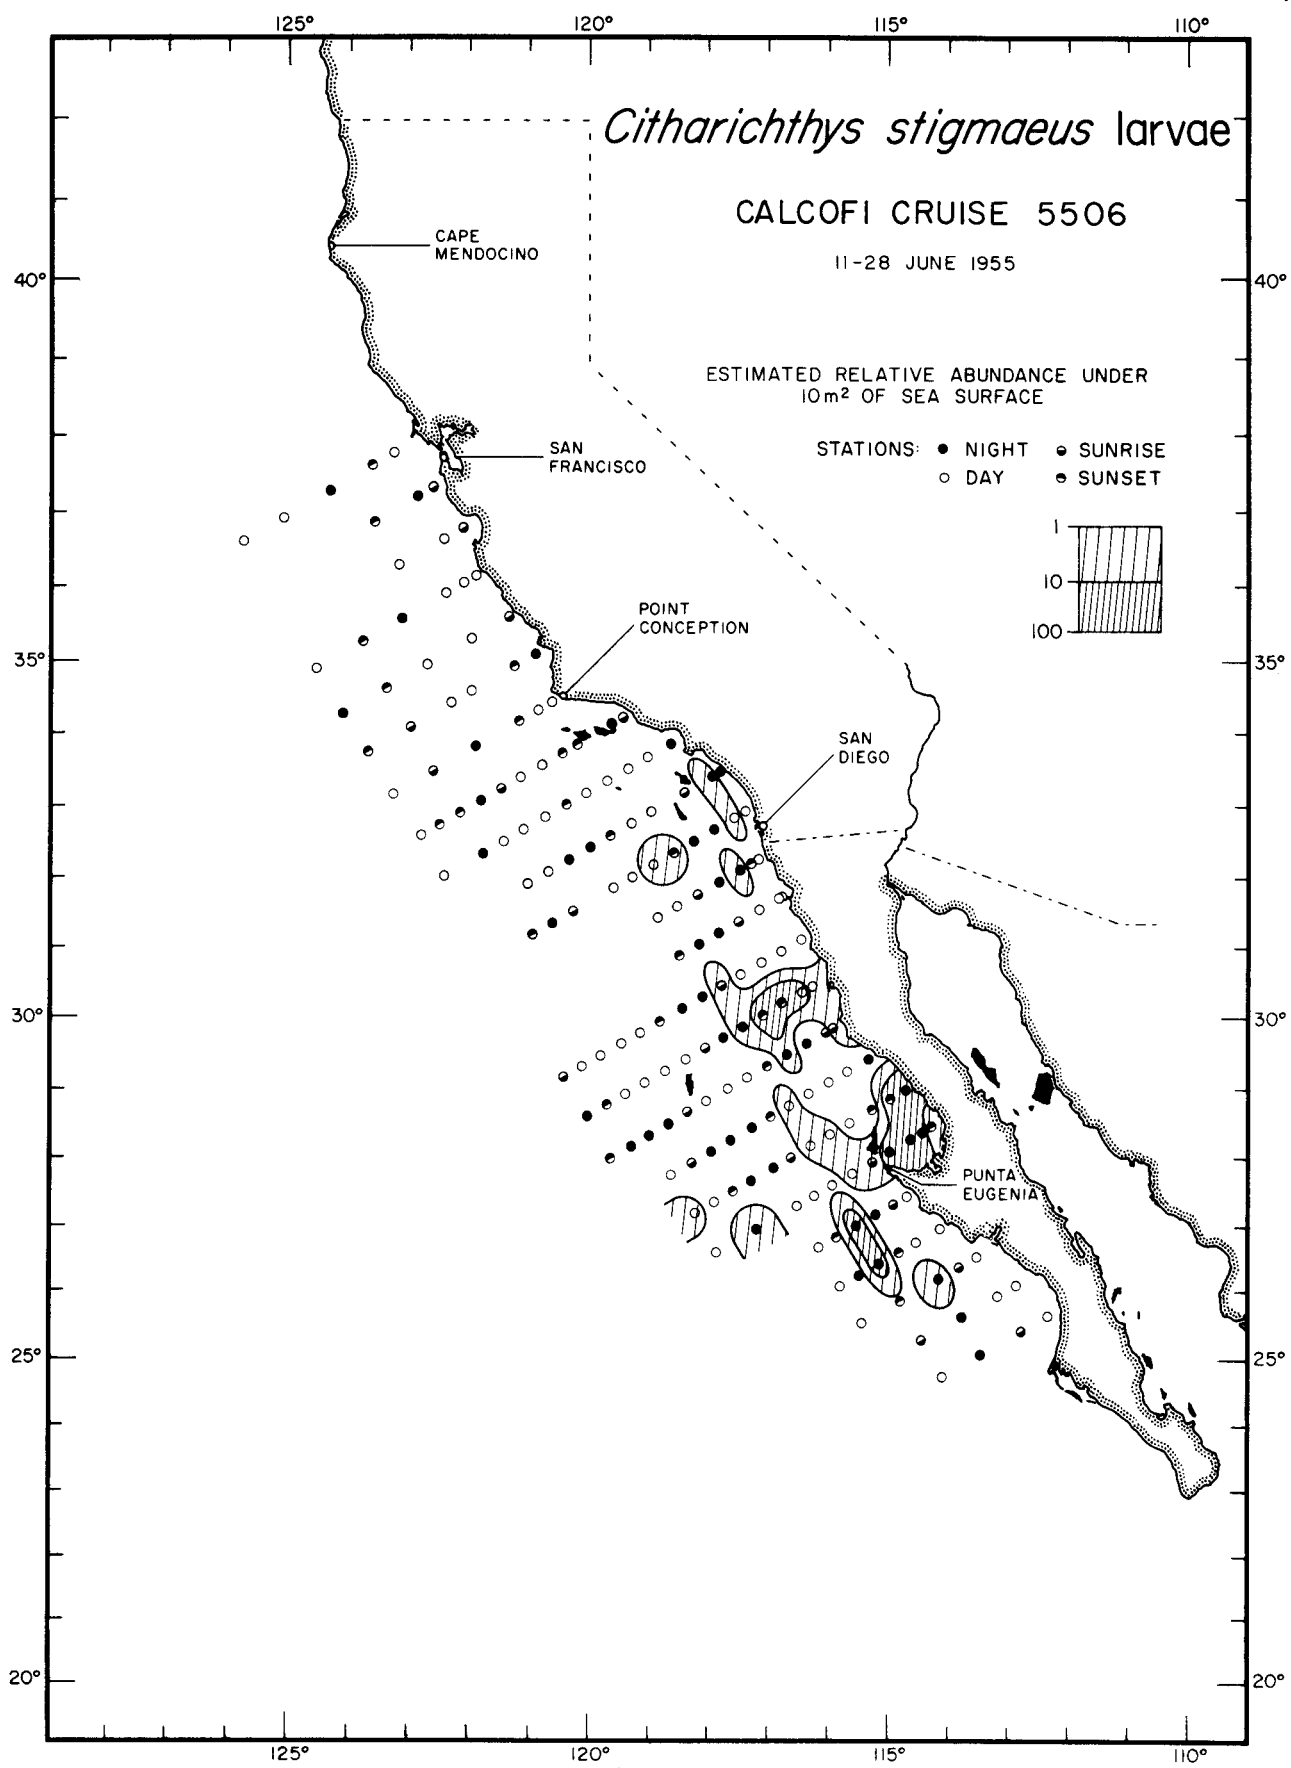 125° 120° 115° 110°
Citharichthys stigmaeus larvae
CALCOFI CRUISE 5506
11-28 JUNE 1955
CAPE
MENDOCINO
40° 40°
ESTIMATED RELATIVE ABUNDANCE UNDER
10m² OF SEA SURFACE
STATIONS: NIGHT SUNRISE
DAY SUNSET
SAN
FRANCISCO
1
10
100
POINT
CONCEPTION
35° 35°
SAN
DIEGO
30° 30°
PUNTA
EUGENIA
25° 25°
20° 20°
125° 120° 115° 110°